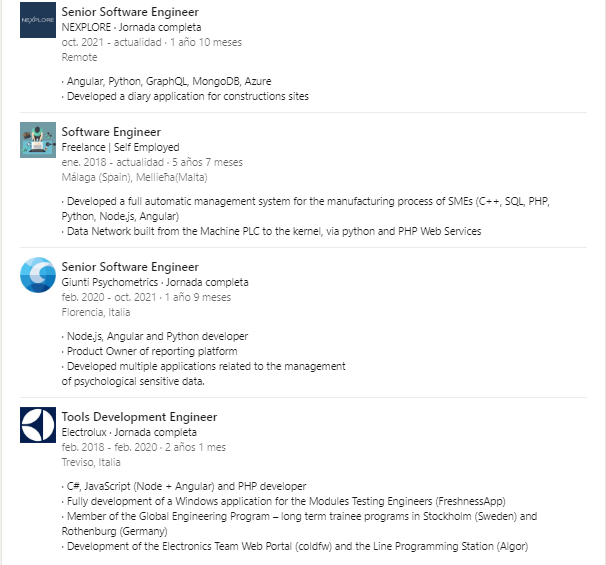 NEXPLORE
Senior Software Engineer
NEXPLORE · Jornada completa
oct. 2021 - actualidad · 1 año 10 meses
Remote
· Angular, Python, GraphQL, MongoDB, Azure
· Developed a diary application for constructions sites
Software Engineer
Freelance | Self Employed
ene. 2018 - actualidad · 5 años 7 meses
Málaga (Spain), Mellieħa(Malta)
· Developed a full automatic management system for the manufacturing process of SMEs (C++, SQL, PHP,
Python, Node.js, Angular)
· Data Network built from the Machine PLC to the kernel, via python and PHP Web Services
Senior Software Engineer
Giunti Psychometrics · Jornada completa
feb. 2020 - oct. 2021 · 1 año 9 meses
Florencia, Italia
· Node.js, Angular and Python developer
· Product Owner of reporting platform
· Developed multiple applications related to the management
of psychological sensitive data.
Tools Development Engineer
Electrolux · Jornada completa
feb. 2018 - feb. 2020 · 2 años 1 mes
Treviso, Italia
· C#, JavaScript (Node + Angular) and PHP developer
· Fully development of a Windows application for the Modules Testing Engineers (FreshnessApp)
· Member of the Global Engineering Program – long term trainee programs in Stockholm (Sweden) and
Rothenburg (Germany)
· Development of the Electronics Team Web Portal (coldfw) and the Line Programming Station (Algor)